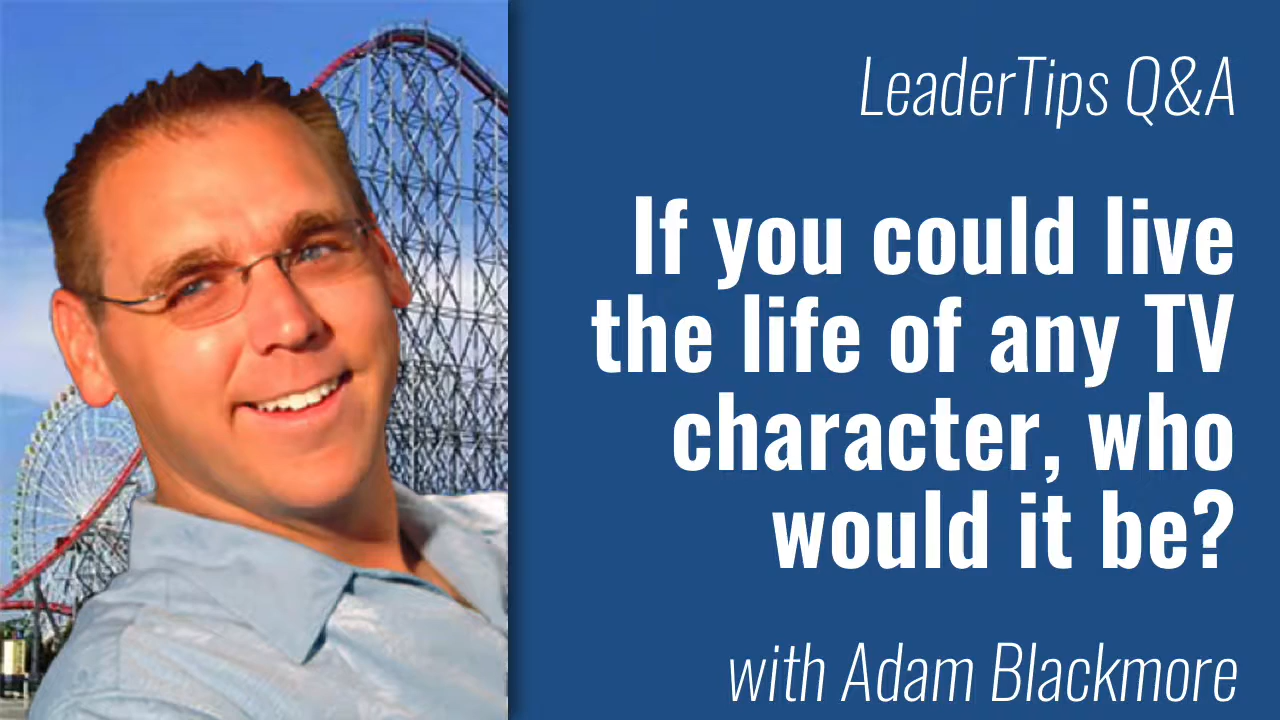 LeaderTips Q&A
If you could live
the life of any TV
character, who
would it be?
with Adam Blackmore